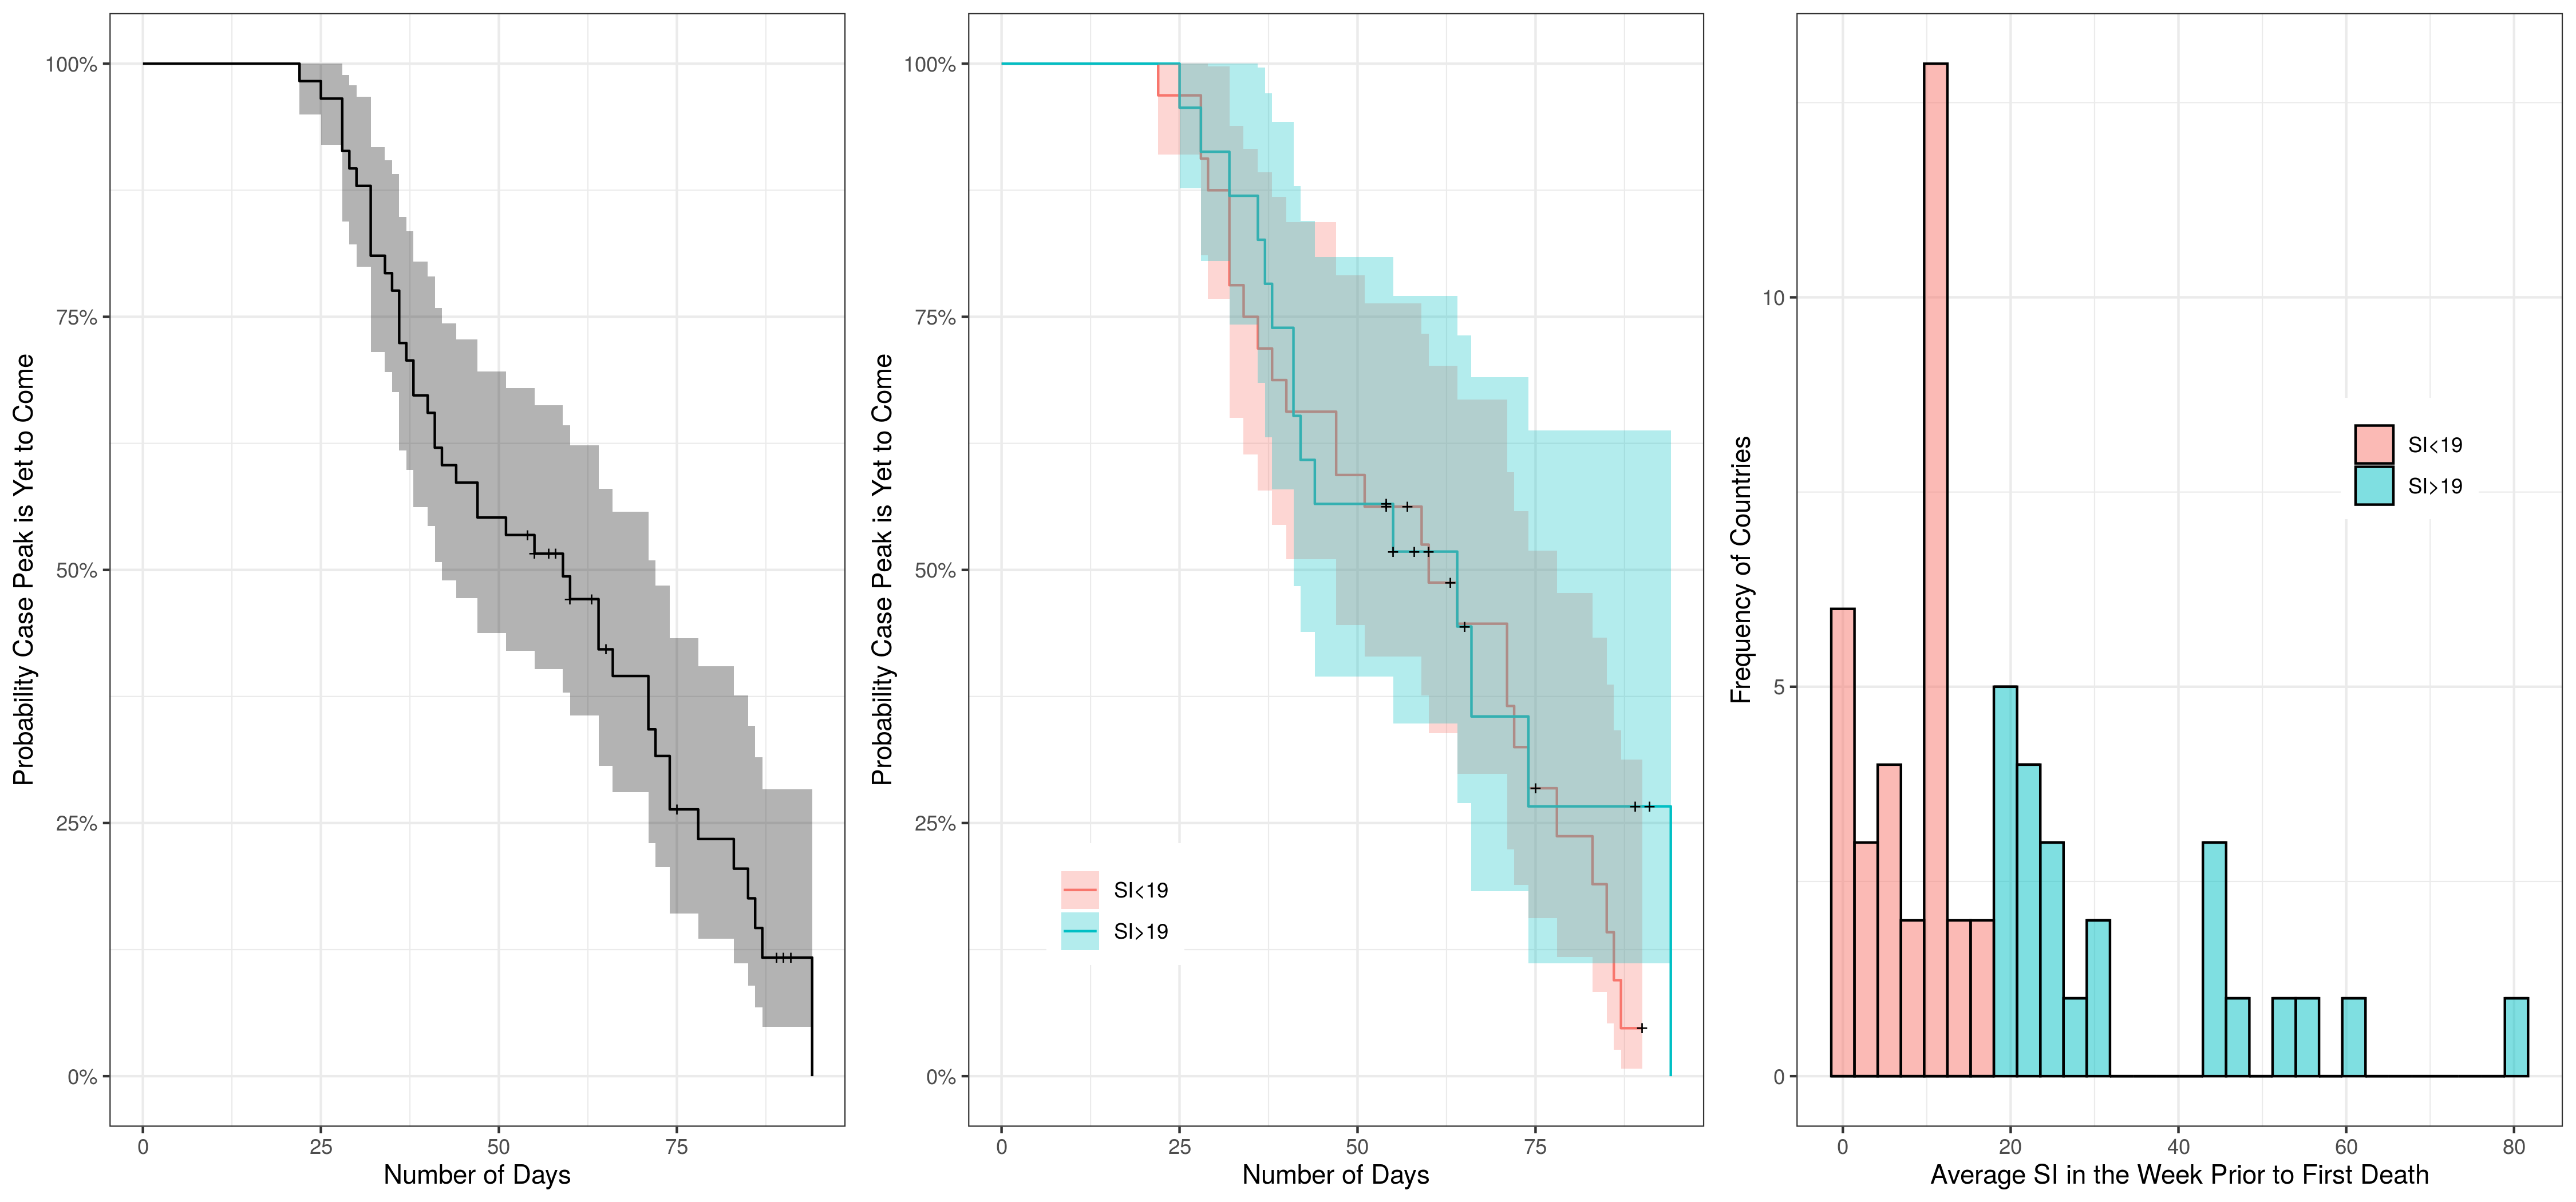 Probability Case Peak is Yet to Come
100%
75%
50%
25%
0%
0 25 50 75
Number of Days
Probability Case Peak is Yet to Come
100%
75%
50%
25%
0%
SI<19
SI>19
0 25 50 75
Number of Days
Frequency of Countries
10
5
0
SI<19
SI>19
0 20 40 60 80
Average SI in the Week Prior to First Death